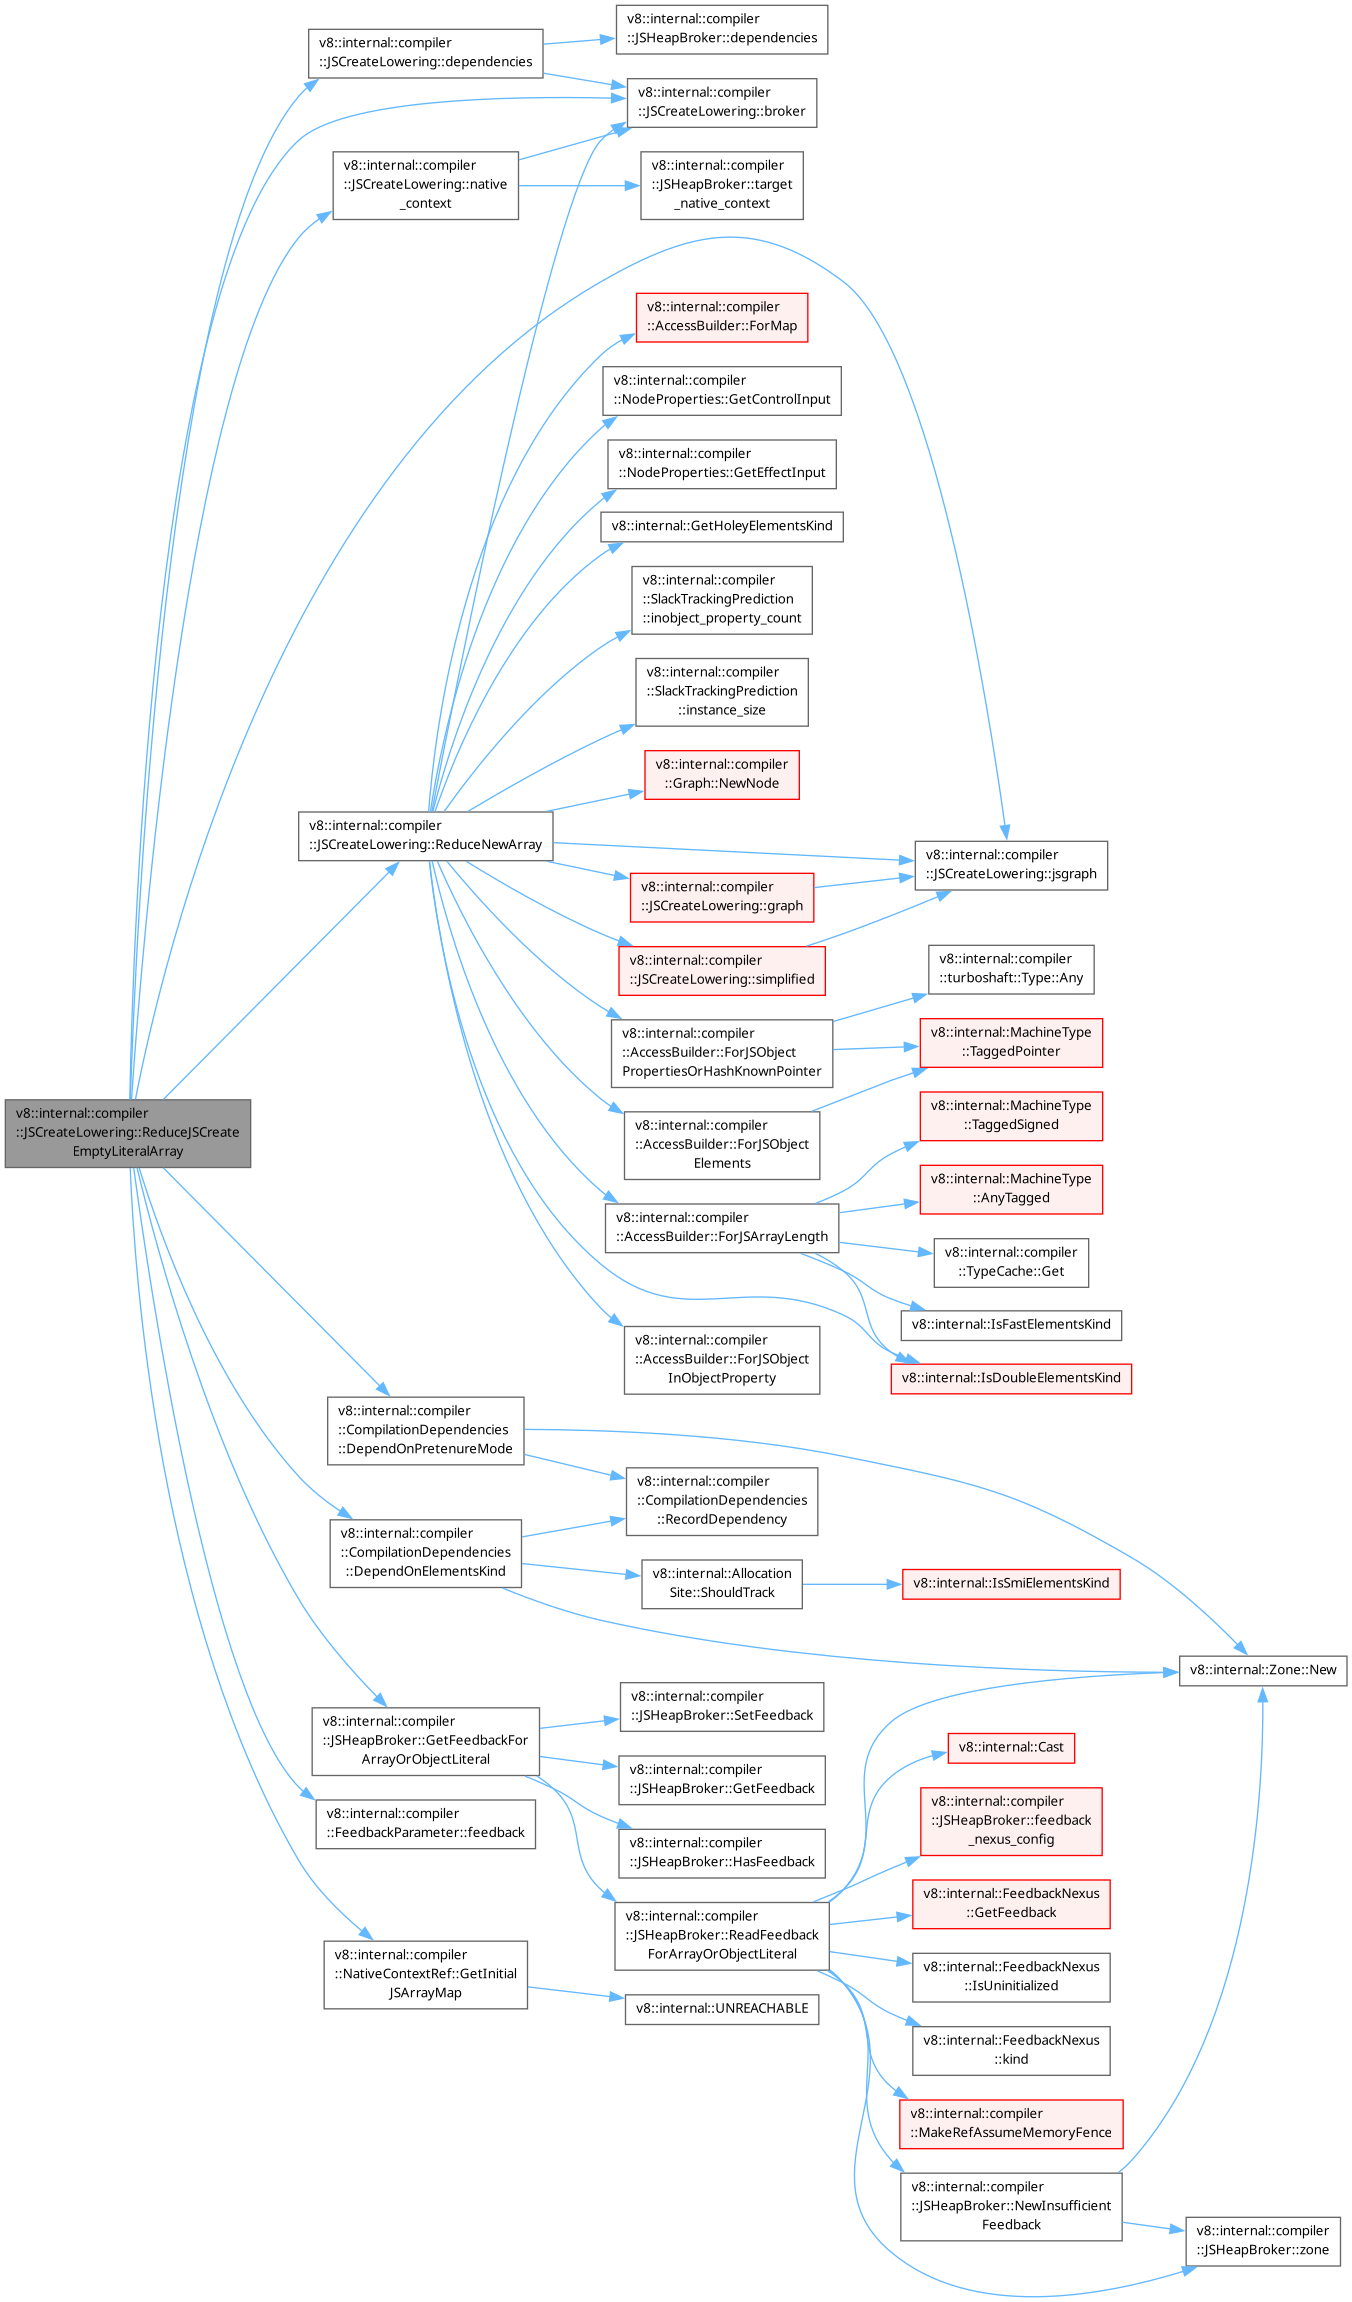 v8::internal::compiler
::JSHeapBroker::dependencies
v8::internal::compiler
::JSCreateLowering::dependencies
v8::internal::compiler
::JSCreateLowering::broker
v8::internal::compiler
::JSCreateLowering::native
_context
v8::internal::compiler
::JSHeapBroker::target
_native_context
v8::internal::compiler
::AccessBuilder::ForMap
v8::internal::compiler
::NodeProperties::GetControlInput
v8::internal::compiler
::NodeProperties::GetEffectInput
v8::internal::GetHoleyElementsKind
v8::internal::compiler
::SlackTrackingPrediction
::inobject_property_count
v8::internal::compiler
::SlackTrackingPrediction
::instance_size
v8::internal::compiler
::Graph::NewNode
v8::internal::compiler
::JSCreateLowering::ReduceNewArray
v8::internal::compiler
::JSCreateLowering::jsgraph
v8::internal::compiler
::JSCreateLowering::graph
v8::internal::compiler
::JSCreateLowering::simplified
v8::internal::compiler
::turboshaft::Type::Any
v8::internal::compiler
::AccessBuilder::ForJSObject
PropertiesOrHashKnownPointer
v8::internal::MachineType
::TaggedPointer
v8::internal::compiler
::JSCreateLowering::ReduceJSCreate
EmptyLiteralArray
v8::internal::compiler
::AccessBuilder::ForJSObject
Elements
v8::internal::MachineType
::TaggedSigned
v8::internal::MachineType
::AnyTagged
v8::internal::compiler
::AccessBuilder::ForJSArrayLength
v8::internal::compiler
::TypeCache::Get
v8::internal::IsFastElementsKind
v8::internal::compiler
::AccessBuilder::ForJSObject
InObjectProperty
v8::internal::IsDoubleElementsKind
v8::internal::compiler
::CompilationDependencies
::DependOnPretenureMode
v8::internal::compiler
::CompilationDependencies
::RecordDependency
v8::internal::compiler
::CompilationDependencies
::DependOnElementsKind
v8::internal::Allocation
Site::ShouldTrack
v8::internal::IsSmiElementsKind
v8::internal::Zone::New
v8::internal::compiler
::JSHeapBroker::SetFeedback
v8::internal::compiler
::JSHeapBroker::GetFeedbackFor
ArrayOrObjectLiteral
v8::internal::Cast
v8::internal::compiler
::JSHeapBroker::GetFeedback
v8::internal::compiler
::FeedbackParameter::feedback
v8::internal::compiler
::JSHeapBroker::feedback
_nexus_config
v8::internal::compiler
::JSHeapBroker::HasFeedback
v8::internal::compiler
::JSHeapBroker::ReadFeedback
ForArrayOrObjectLiteral
v8::internal::FeedbackNexus
::GetFeedback
v8::internal::compiler
::NativeContextRef::GetInitial
JSArrayMap
v8::internal::FeedbackNexus
::IsUninitialized
v8::internal::UNREACHABLE
v8::internal::FeedbackNexus
::kind
v8::internal::compiler
::MakeRefAssumeMemoryFence
v8::internal::compiler
::JSHeapBroker::NewInsufficient
Feedback
v8::internal::compiler
::JSHeapBroker::zone